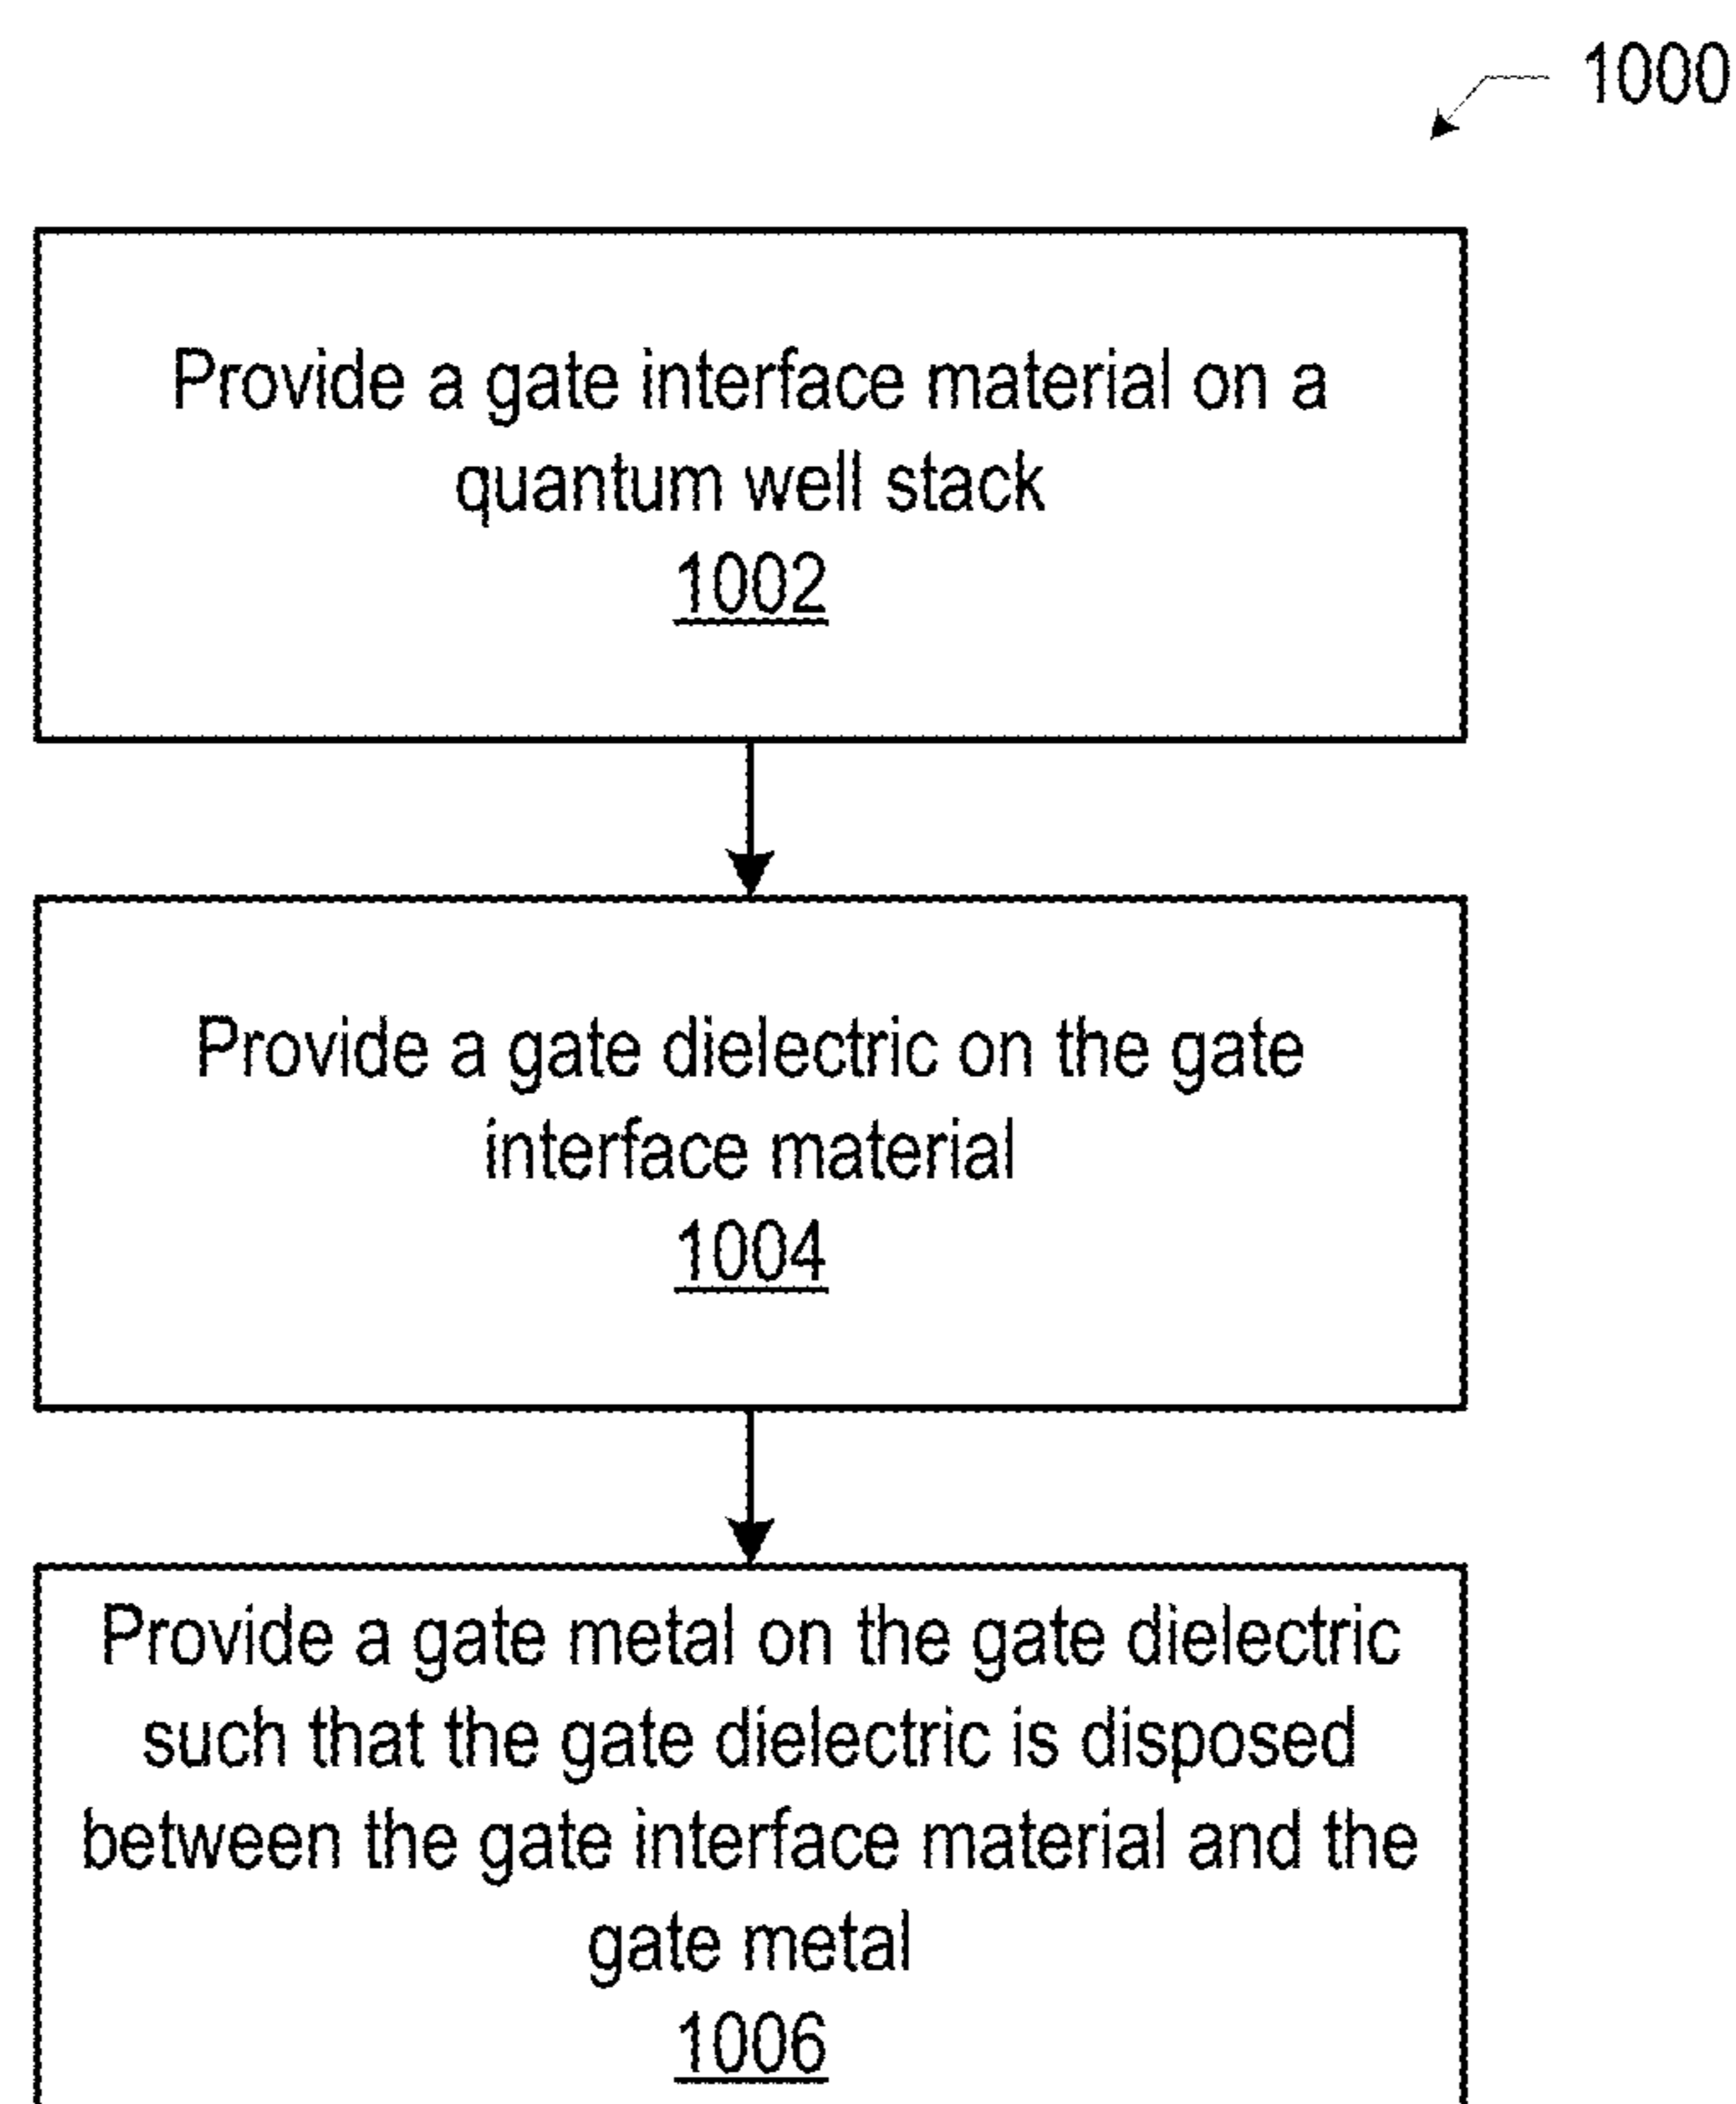 1000
Provide a gate interface material on a
quantum well stack
1002
Provide a gate dielectric on the gate
interface material
1004
Provide a gate metal on the gate dielectric
such that the gate dielectric is disposed
between the gate interface material and the
gate metal
1006